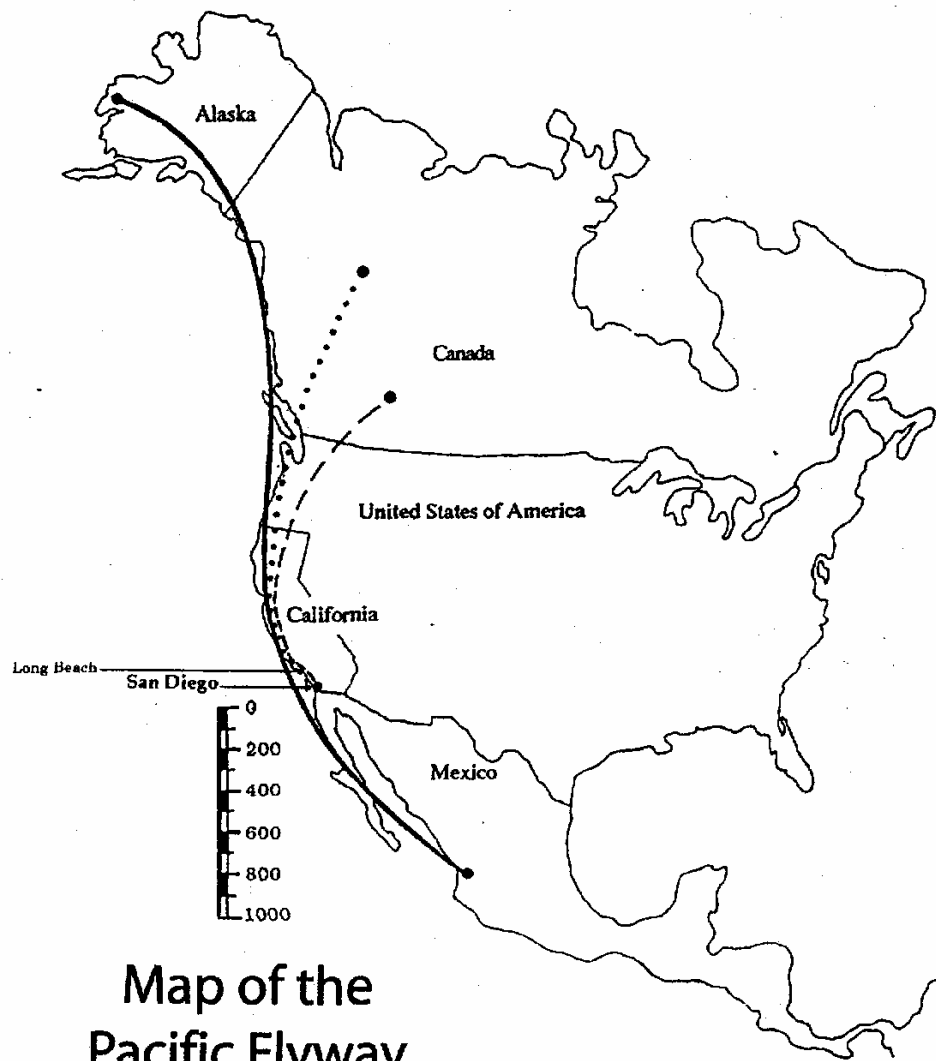 Alaska
Canada
United States of America
California
Long Beach
San Diego
0
200
400
600
800
1000
Mexico
Map of the
Pacific Flyway